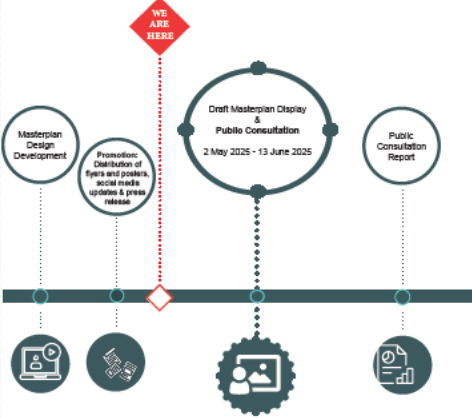 WE
ARE
HERE
Masterplan
Design
Development
Promotion:
Distribution of
flyers and posters,
social media
updates & press
release
Draft Masterplan Display
&
Public Consultation
2 May 2025 - 13 June 2025
Public
Consultation
Report